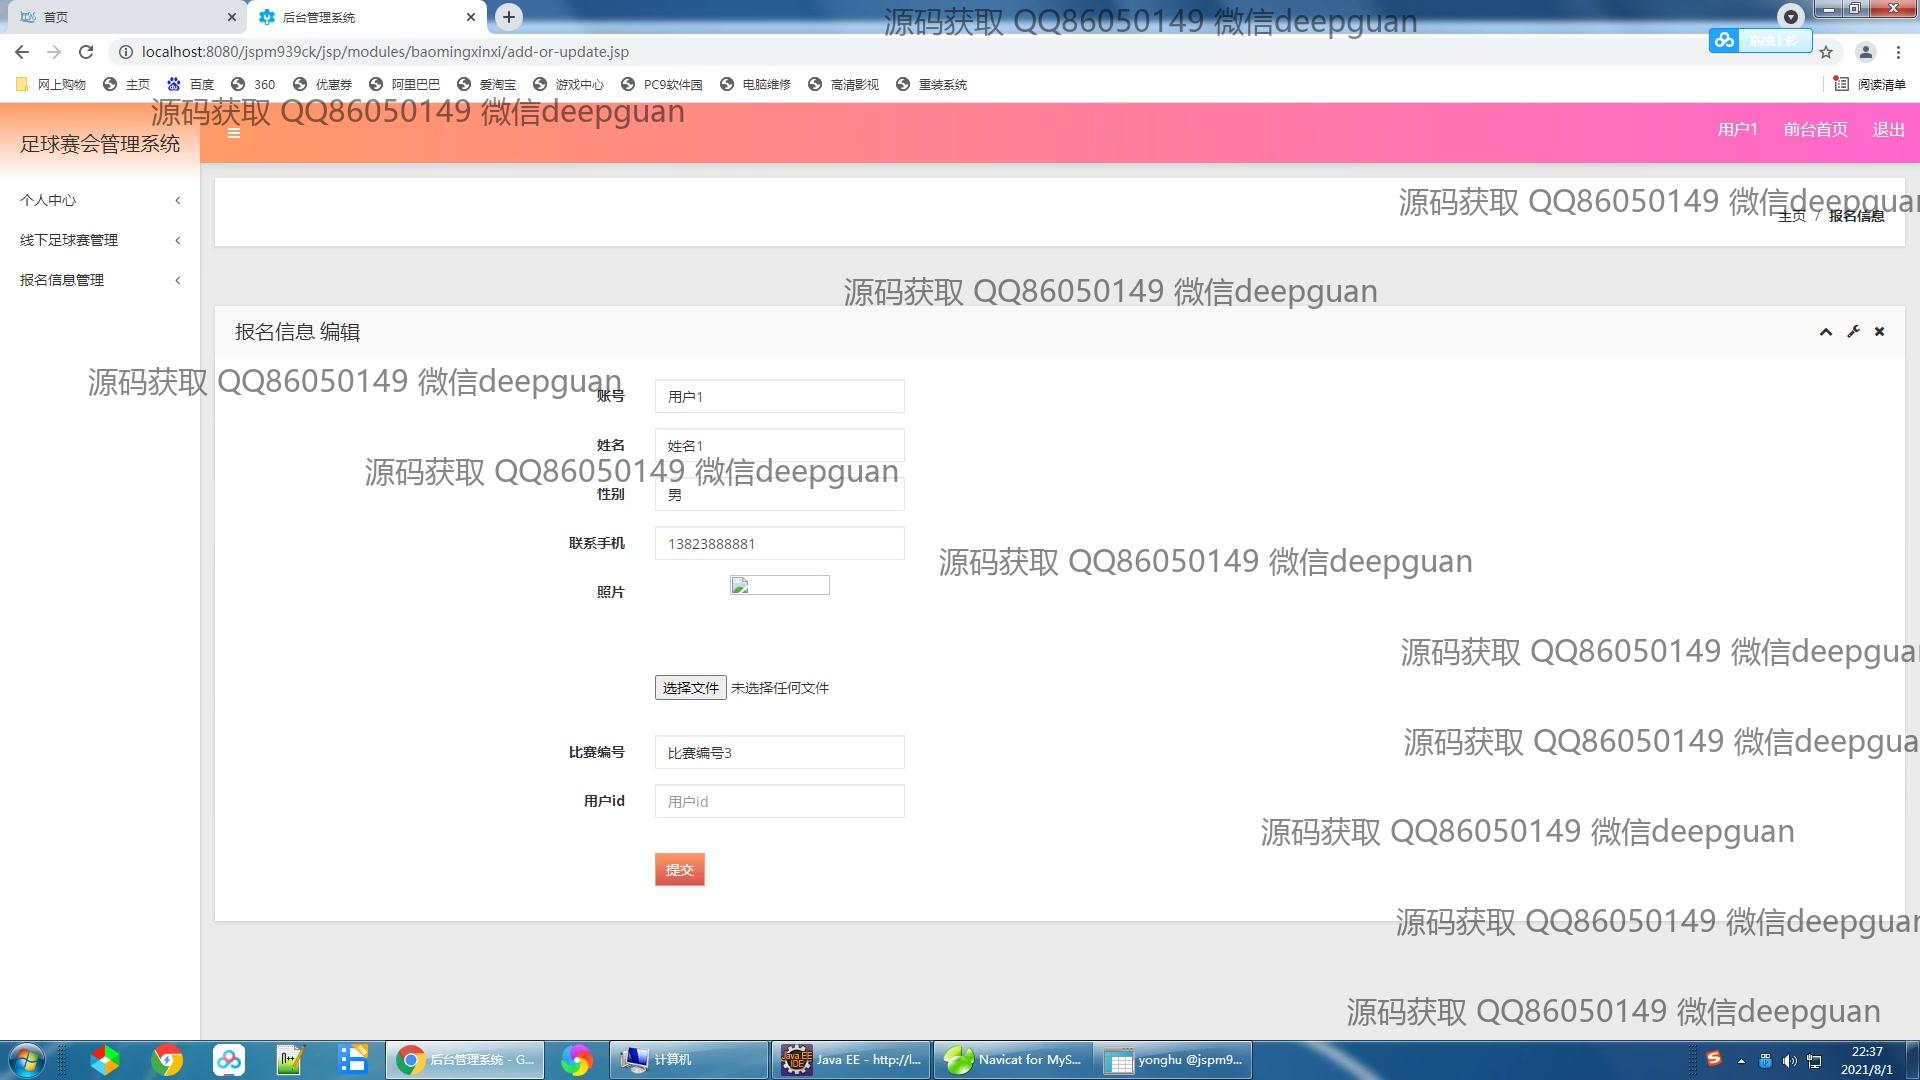 首页
后台管理系统
源码获取 QQ86050149 微信deepguan
localhost:8080/jspm939ck/jsp/modules/baomingxinxi/add-or-update.jsp
网上购物 主页 百度 360 优惠券 阿里巴巴 爱淘宝 游戏中心 PC9软件园 电脑维修 高清影视 重装系统 阅读清单
源码获取 QQ86050149 微信deepguan
足球赛会管理系统
用户1 前台首页 退出
个人中心
线下足球赛管理
报名信息管理
源码获取 QQ86050149 微信deepguan
主页 / 报名信息
源码获取 QQ86050149 微信deepguan
报名信息 编辑
源码获取 QQ86050149 微信deepguan
账号 用户1
姓名 姓名1
源码获取 QQ86050149 微信deepguan
性别 男
联系手机 13823888881
源码获取 QQ86050149 微信deepguan
照片
源码获取 QQ86050149 微信deepgua
选择文件 未选择任何文件
源码获取 QQ86050149 微信deepgua
比赛编号 比赛编号3
用户id 用户id
源码获取 QQ86050149 微信deepguan
提交
源码获取 QQ86050149 微信deepguan
源码获取 QQ86050149 微信deepguan
后台管理系统 - G... 计算机 Java EE - http://l... Navicat for MyS... yonghu @jspm9...
22:37
2021/8/1